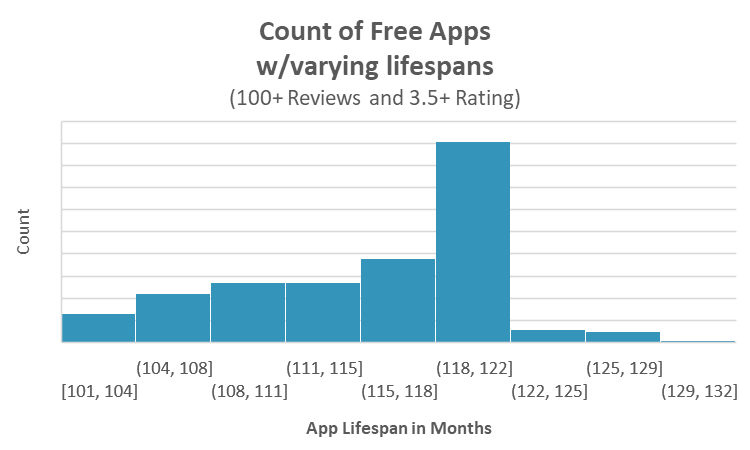 Count of Free Apps
w/varying lifespans
(100+ Reviews and 3.5+ Rating)
Count
(104, 108] (111, 115] (118, 122] (125, 129]
[101, 104] (108, 111] (115, 118] (122, 125] (129, 132]
App Lifespan in Months